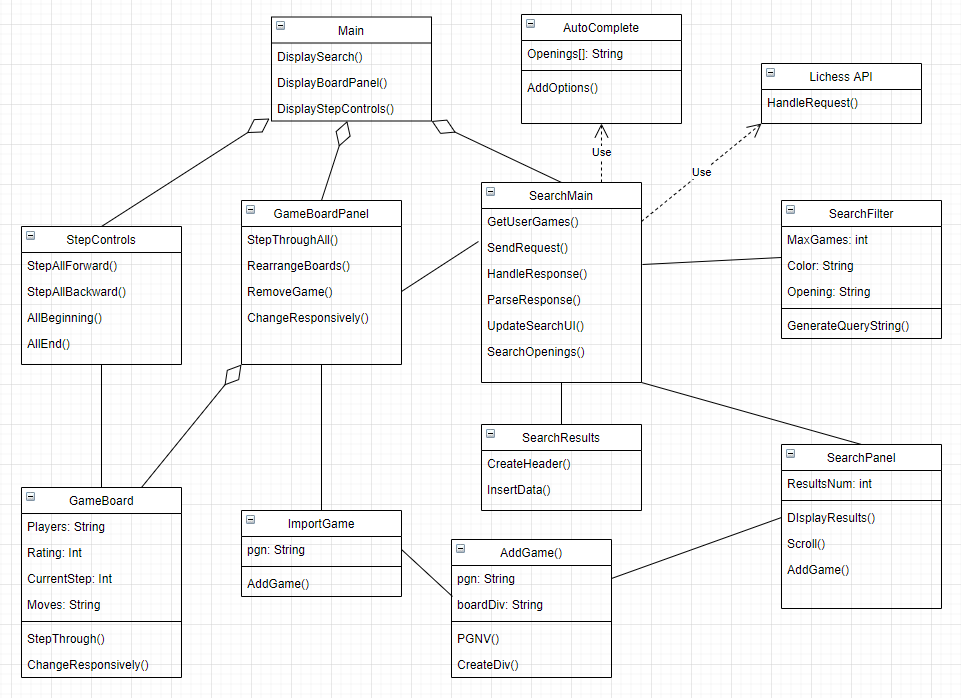 Main
DisplaySearch()
DisplayBoardPanel()
DisplayStepControls()
AutoComplete
Openings[]: String
AddOptions()
Lichess API
HandleRequest()
Use
Use
SearchMain
GetUserGames()
SendRequest()
HandleResponse()
ParseResponse()
UpdateSearchUI()
SearchOpenings()
SearchFilter
MaxGames: int
Color: String
Opening: String
GenerateQueryString()
GameBoardPanel
StepThroughAll()
RearrangeBoards()
RemoveGame()
ChangeResponsively()
StepControls
StepAllForward()
StepAllBackward()
AllBeginning()
AllEnd()
SearchResults
CreateHeader()
InsertData()
SearchPanel
ResultsNum: int
DIsplayResults()
Scroll()
AddGame()
GameBoard
Players: String
Rating: Int
CurrentStep: Int
Moves: String
StepThrough()
ChangeResponsively()
ImportGame
pgn: String
AddGame()
AddGame()
pgn: String
boardDiv: String
PGNV()
CreateDiv()